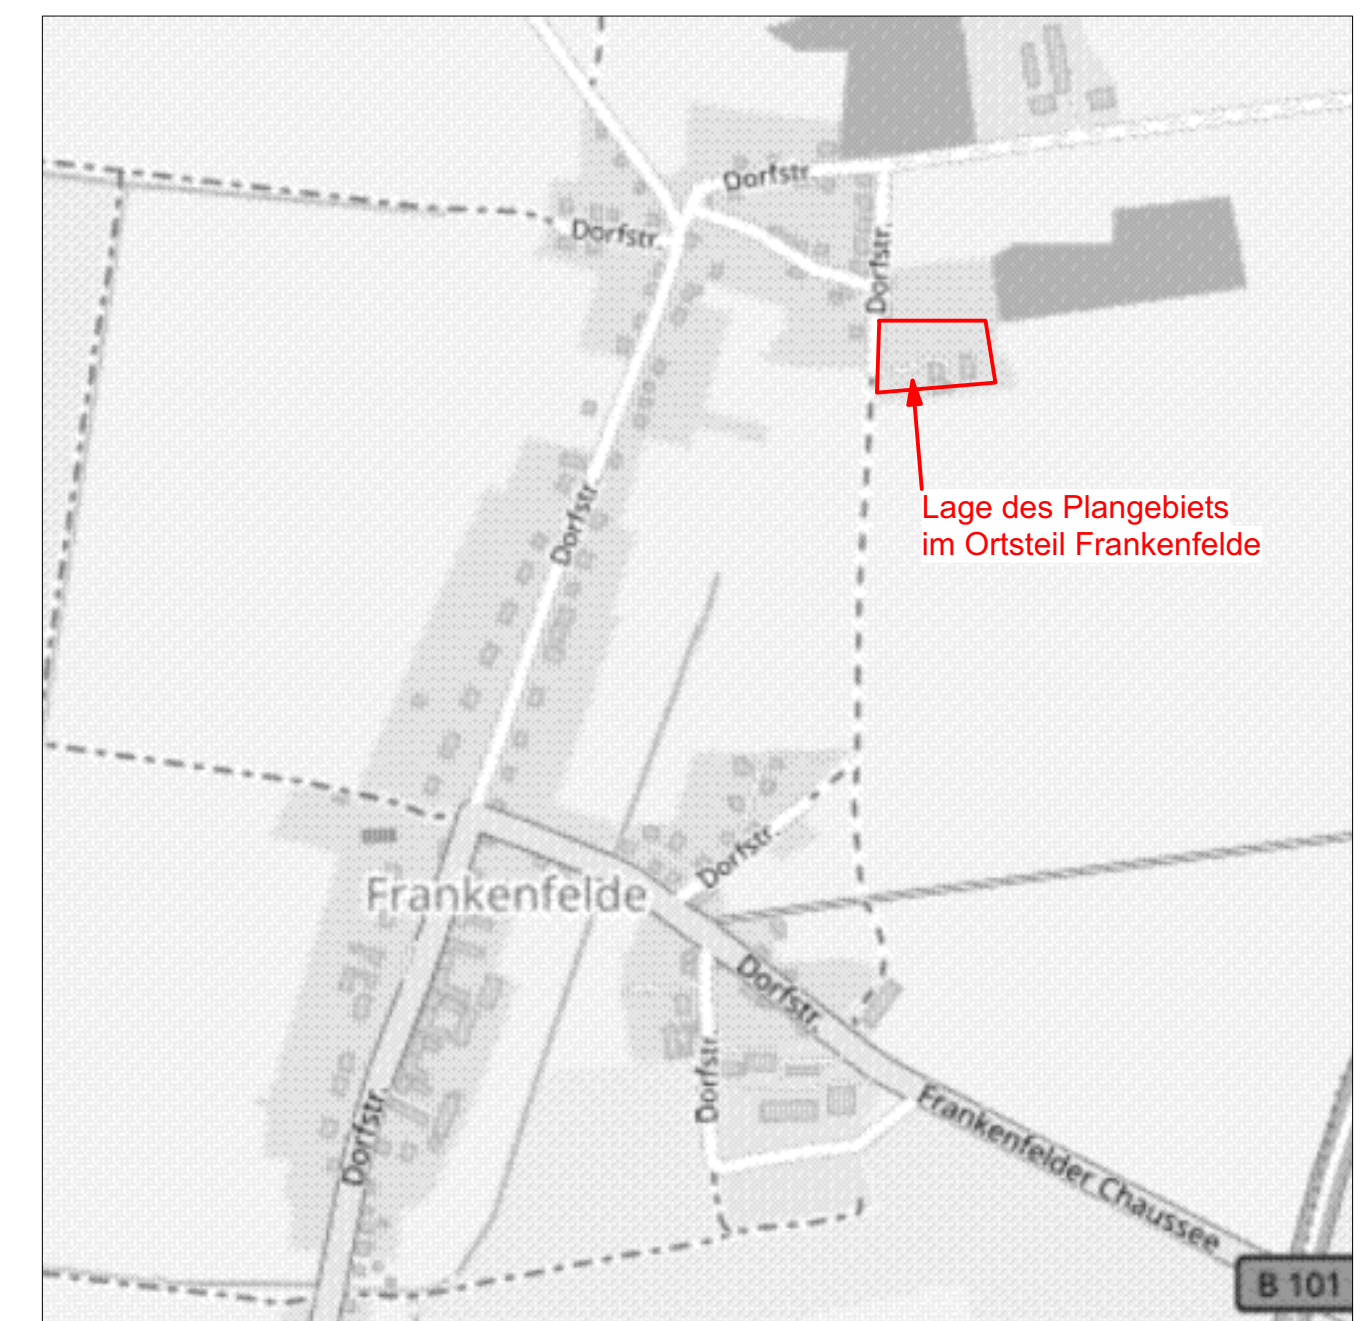 Dorfstr.
Dorfstr.
Dorfstr.
Lage des Plangebiets
im Ortsteil Frankenfelde
Dorfstr.
Dorfstr.
Frankenfelde
Dorfstr.
Dorfstr.
Dorfstr.
Frankenfelder Chaussee
B 101